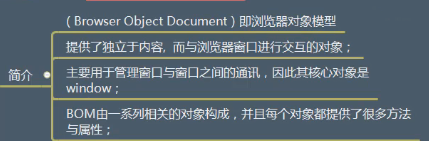 （Browser Object Document）即浏览器对象模型
提供了独立于内容，而与浏览器窗口进行交互的对象；
简介
主要用于管理窗口与窗口之间的通讯，因此其核心对象是
window；
BOM由一系列相关的对象构成，并且每个对象都提供了很多方法
与属性；